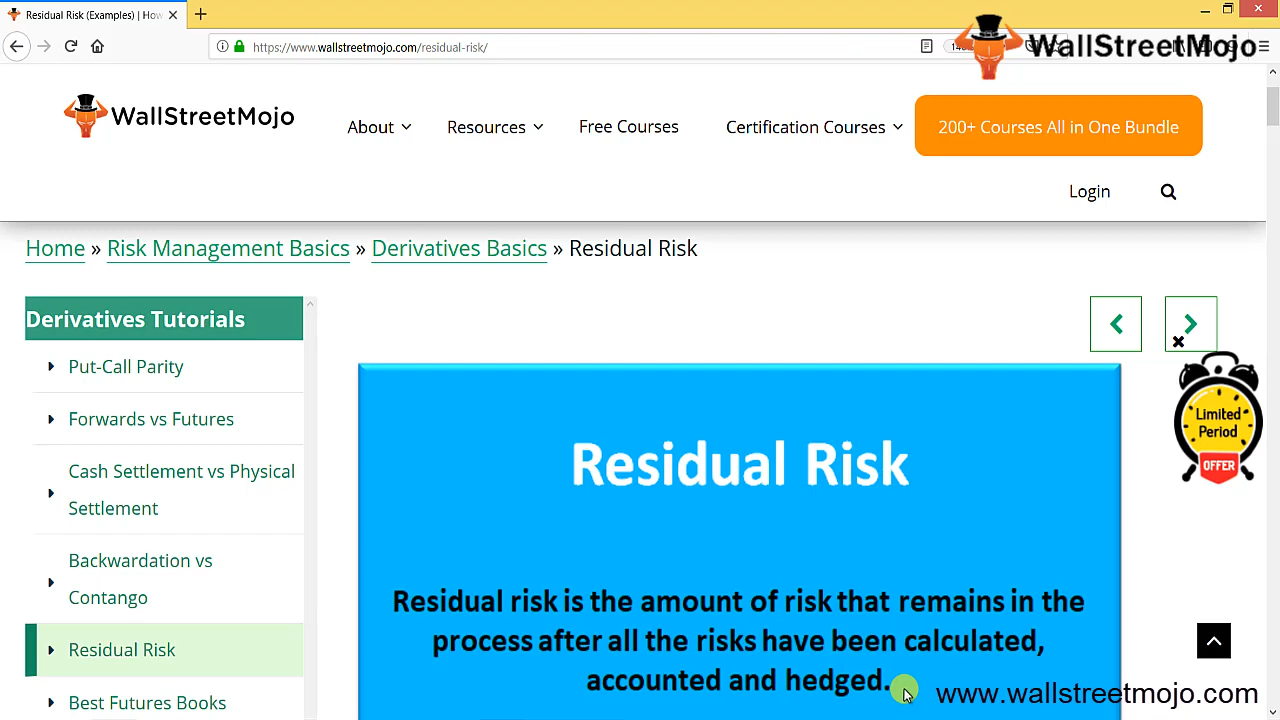 Residual Risk (Examples) | How
https://www.wallstreetmojo.com/residual-risk/
WallStreetMojo
WallStreetMojo
About
Resources
Free Courses
Certification Courses
200+ Courses All in One Bundle
Login
Home » Risk Management Basics » Derivatives Basics » Residual Risk
Derivatives Tutorials
Put-Call Parity
Forwards vs Futures
Cash Settlement vs Physical
Settlement
Backwardation vs
Contango
Residual Risk
Best Futures Books
Limited
Period
OFFER
Residual Risk
Residual risk is the amount of risk that remains in the
process after all the risks have been calculated,
accounted and hedged.
www.wallstreetmojo.com